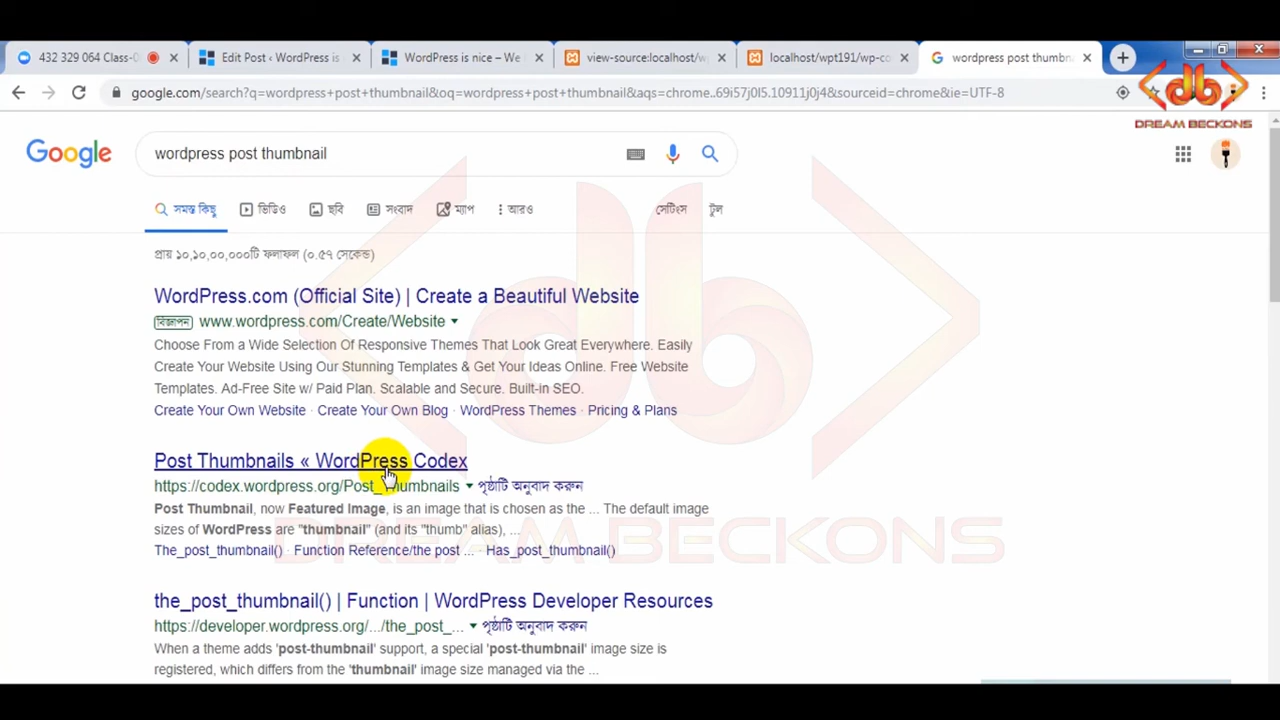 432 329 064 Class-
Edit Post ‹ WordPress
WordPress is nice – We
view-source:localhost/wp
localhost/wpt191/wp-co
wordpress post thumbn
google.com/search?q=wordpress+post+thumbnail&oq=wordpress+post+thumbnail&aqs=chrome..69i57j0l5.10911j0j4&sourceid=chrome&ie=UTF-8
DREAM BECKONS
Google
wordpress post thumbnail
সমস্ত কিছু
ভিডিও
ছবি
সংবাদ
ম্যাপ
আরও
সেটিংস
টুল
প্রায় ১০,১০,০০,০০০টি ফলাফল (০.৫৭ সেকেন্ড)
WordPress.com (Official Site) | Create a Beautiful Website
বিজ্ঞাপন www.wordpress.com/Create/Website
Choose From a Wide Selection Of Responsive Themes That Look Great Everywhere. Easily
Create Your Website Using Our Stunning Templates & Get Your Ideas Online. Free Website
Templates. Ad-Free Site w/ Paid Plan. Scalable and Secure. Built-in SEO.
Create Your Own Website · Create Your Own Blog · WordPress Themes · Pricing & Plans
Post Thumbnails « WordPress Codex
https://codex.wordpress.org/Post_Thumbnails পৃষ্ঠাটি অনুবাদ করুন
Post Thumbnail, now Featured Image, is an image that is chosen as the ... The default image
sizes of WordPress are "thumbnail" (and its "thumb" alias), ...
The_post_thumbnail() · Function Reference/the post ... · Has_post_thumbnail()
DREAM BECKONS
the_post_thumbnail() | Function | WordPress Developer Resources
https://developer.wordpress.org/.../the_post_... পৃষ্ঠাটি অনুবাদ করুন
When a theme adds 'post-thumbnail' support, a special 'post-thumbnail' image size is
registered, which differs from the 'thumbnail' image size managed via the ...